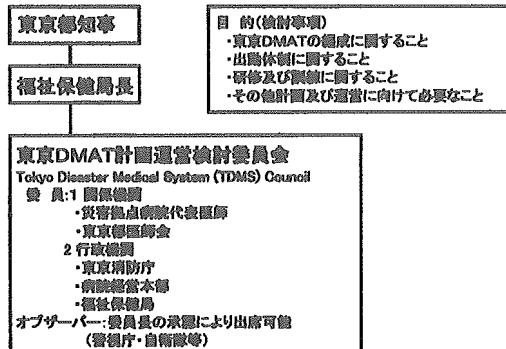 東京都知事
福祉保健局長
目 的(検討事項)
・東京DMATの編成に関すること
・出動体制に関すること
・研修及び訓練に関すること
・その他計画及び運営に向けて必要なこと
東京DMAT計画運営検討委員会
Tokyo Disaster Medical System (TDMS) Council
委 員:1 関係機関
・災害拠点病院代表医師
・東京都医師会
2 行政機関
・東京消防庁
・病院経営本部
・福祉保健局
オブザーバー:委員長の承認により出席可能
(警視庁・自衛隊等)